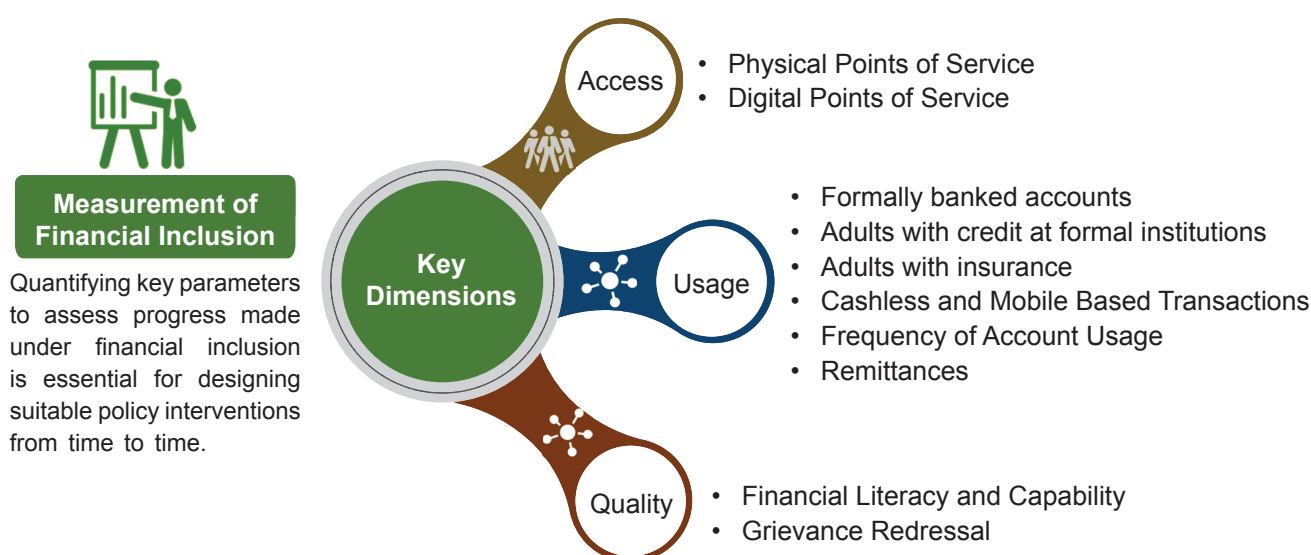 Measurement of
Financial Inclusion
Quantifying key parameters
to assess progress made
under financial inclusion
is essential for designing
suitable policy interventions
from time to time.
Key
Dimensions
Access
• Physical Points of Service
• Digital Points of Service
Usage
• Formally banked accounts
• Adults with credit at formal institutions
• Adults with insurance
• Cashless and Mobile Based Transactions
• Frequency of Account Usage
• Remittances
Quality
• Financial Literacy and Capability
• Grievance Redressal